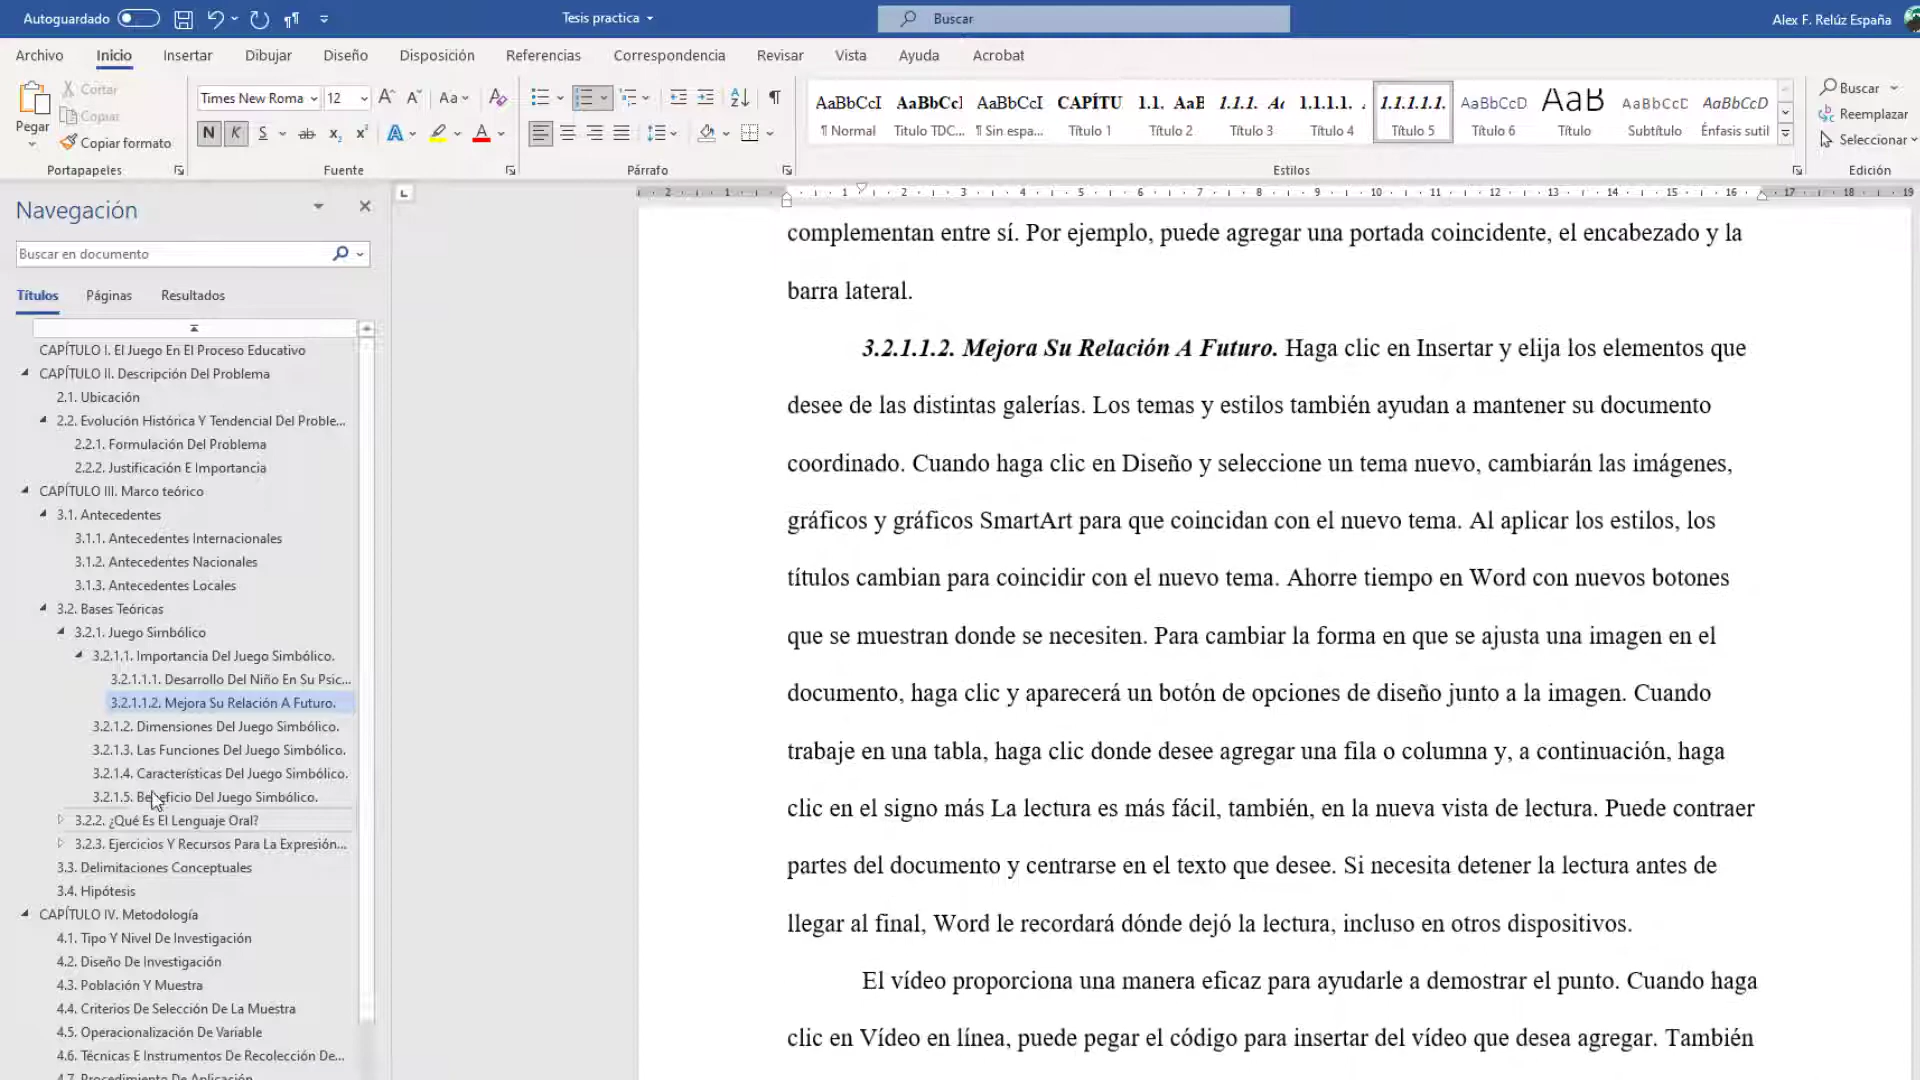 Autoguardado
Tesis practica
Buscar
Alex F. Relúz España
Archivo Inicio Insertar Dibujar Diseño Disposición Referencias Correspondencia Revisar Vista Ayuda Acrobat
Pegar
Cortar
Copiar
Copiar formato
Portapapeles
Times New Roma 12
N K S ab x₂ x²
Fuente
Párrafo
AaBbCcI AaBbCcI AaBbCcI CAPÍTU 1.1. AaB 1.1.1. Ac 1.1.1.1. 1.1.1.1.1. AaBbCcD AaB AaBbCcD AaBbCcD
¶ Normal Titulo TDC... ¶ Sin espa... Título 1 Título 2 Título 3 Título 4 Título 5 Título 6 Título Subtítulo Énfasis sutil
Estilos
Buscar
Reemplazar
Seleccionar
Edición
2 1 1 2 3 4 5 6 7 8 9 10 11 12 13 14 15 16 17 18 19
Navegación
Buscar en documento
Títulos Páginas Resultados
CAPÍTULO I. El Juego En El Proceso Educativo
CAPÍTULO II. Descripción Del Problema
2.1. Ubicación
2.2. Evolución Histórica Y Tendencial Del Proble...
2.2.1. Formulación Del Problema
2.2.2. Justificación E Importancia
CAPÍTULO III. Marco teórico
3.1. Antecedentes
3.1.1. Antecedentes Internacionales
3.1.2. Antecedentes Nacionales
3.1.3. Antecedentes Locales
3.2. Bases Teóricas
3.2.1. Juego Simbólico
3.2.1.1. Importancia Del Juego Simbólico.
3.2.1.1.1. Desarrollo Del Niño En Su Psic...
3.2.1.1.2. Mejora Su Relación A Futuro.
3.2.1.2. Dimensiones Del Juego Simbólico.
3.2.1.3. Las Funciones Del Juego Simbólico.
3.2.1.4. Características Del Juego Simbólico.
3.2.1.5. Beneficio Del Juego Simbólico.
3.2.2. ¿Qué Es El Lenguaje Oral?
3.2.3. Ejercicios Y Recursos Para La Expresión...
3.3. Delimitaciones Conceptuales
3.4. Hipótesis
CAPÍTULO IV. Metodología
4.1. Tipo Y Nivel De Investigación
4.2. Diseño De Investigación
4.3. Población Y Muestra
4.4. Criterios De Selección De La Muestra
4.5. Operacionalización De Variable
4.6. Técnicas E Instrumentos De Recolección De...
4.7. Procedimiento De Aplicación
complementan entre sí. Por ejemplo, puede agregar una portada coincidente, el encabezado y la
barra lateral.
3.2.1.1.2. Mejora Su Relación A Futuro. Haga clic en Insertar y elija los elementos que
desee de las distintas galerías. Los temas y estilos también ayudan a mantener su documento
coordinado. Cuando haga clic en Diseño y seleccione un tema nuevo, cambiarán las imágenes,
gráficos y gráficos SmartArt para que coincidan con el nuevo tema. Al aplicar los estilos, los
títulos cambian para coincidir con el nuevo tema. Ahorre tiempo en Word con nuevos botones
que se muestran donde se necesiten. Para cambiar la forma en que se ajusta una imagen en el
documento, haga clic y aparecerá un botón de opciones de diseño junto a la imagen. Cuando
trabaje en una tabla, haga clic donde desee agregar una fila o columna y, a continuación, haga
clic en el signo más La lectura es más fácil, también, en la nueva vista de lectura. Puede contraer
partes del documento y centrarse en el texto que desee. Si necesita detener la lectura antes de
llegar al final, Word le recordará dónde dejó la lectura, incluso en otros dispositivos.
El vídeo proporciona una manera eficaz para ayudarle a demostrar el punto. Cuando haga
clic en Vídeo en línea, puede pegar el código para insertar del vídeo que desea agregar. También